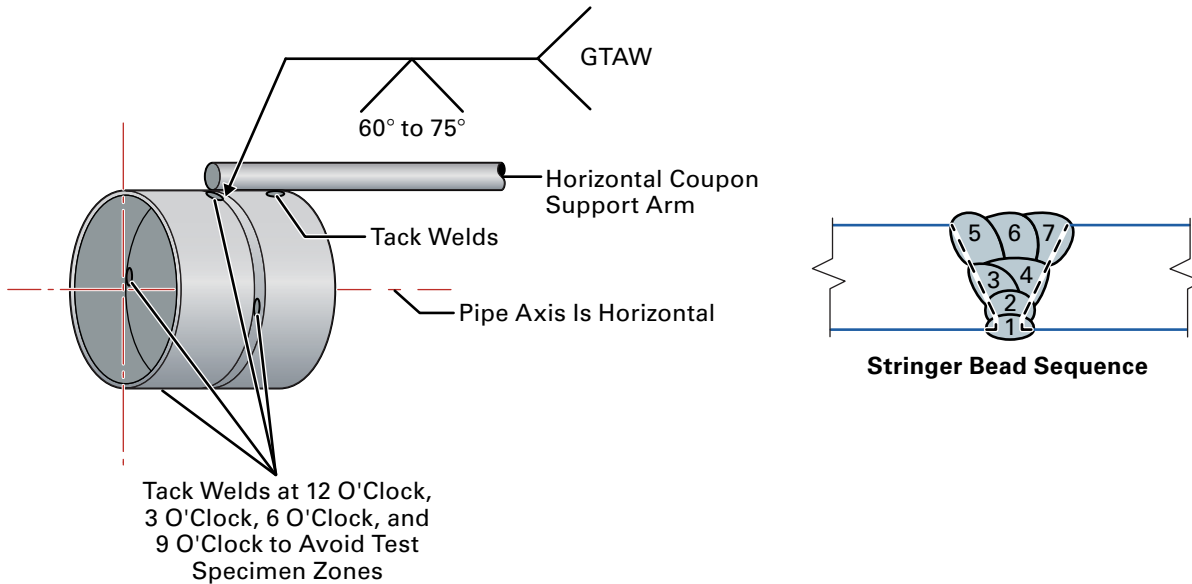 GTAW
60° to 75°
Horizontal Coupon
Support Arm
Tack Welds
Pipe Axis Is Horizontal
Tack Welds at 12 O'Clock,
3 O'Clock, 6 O'Clock, and
9 O'Clock to Avoid Test
Specimen Zones
5 6 7
3 4
2
1
Stringer Bead Sequence